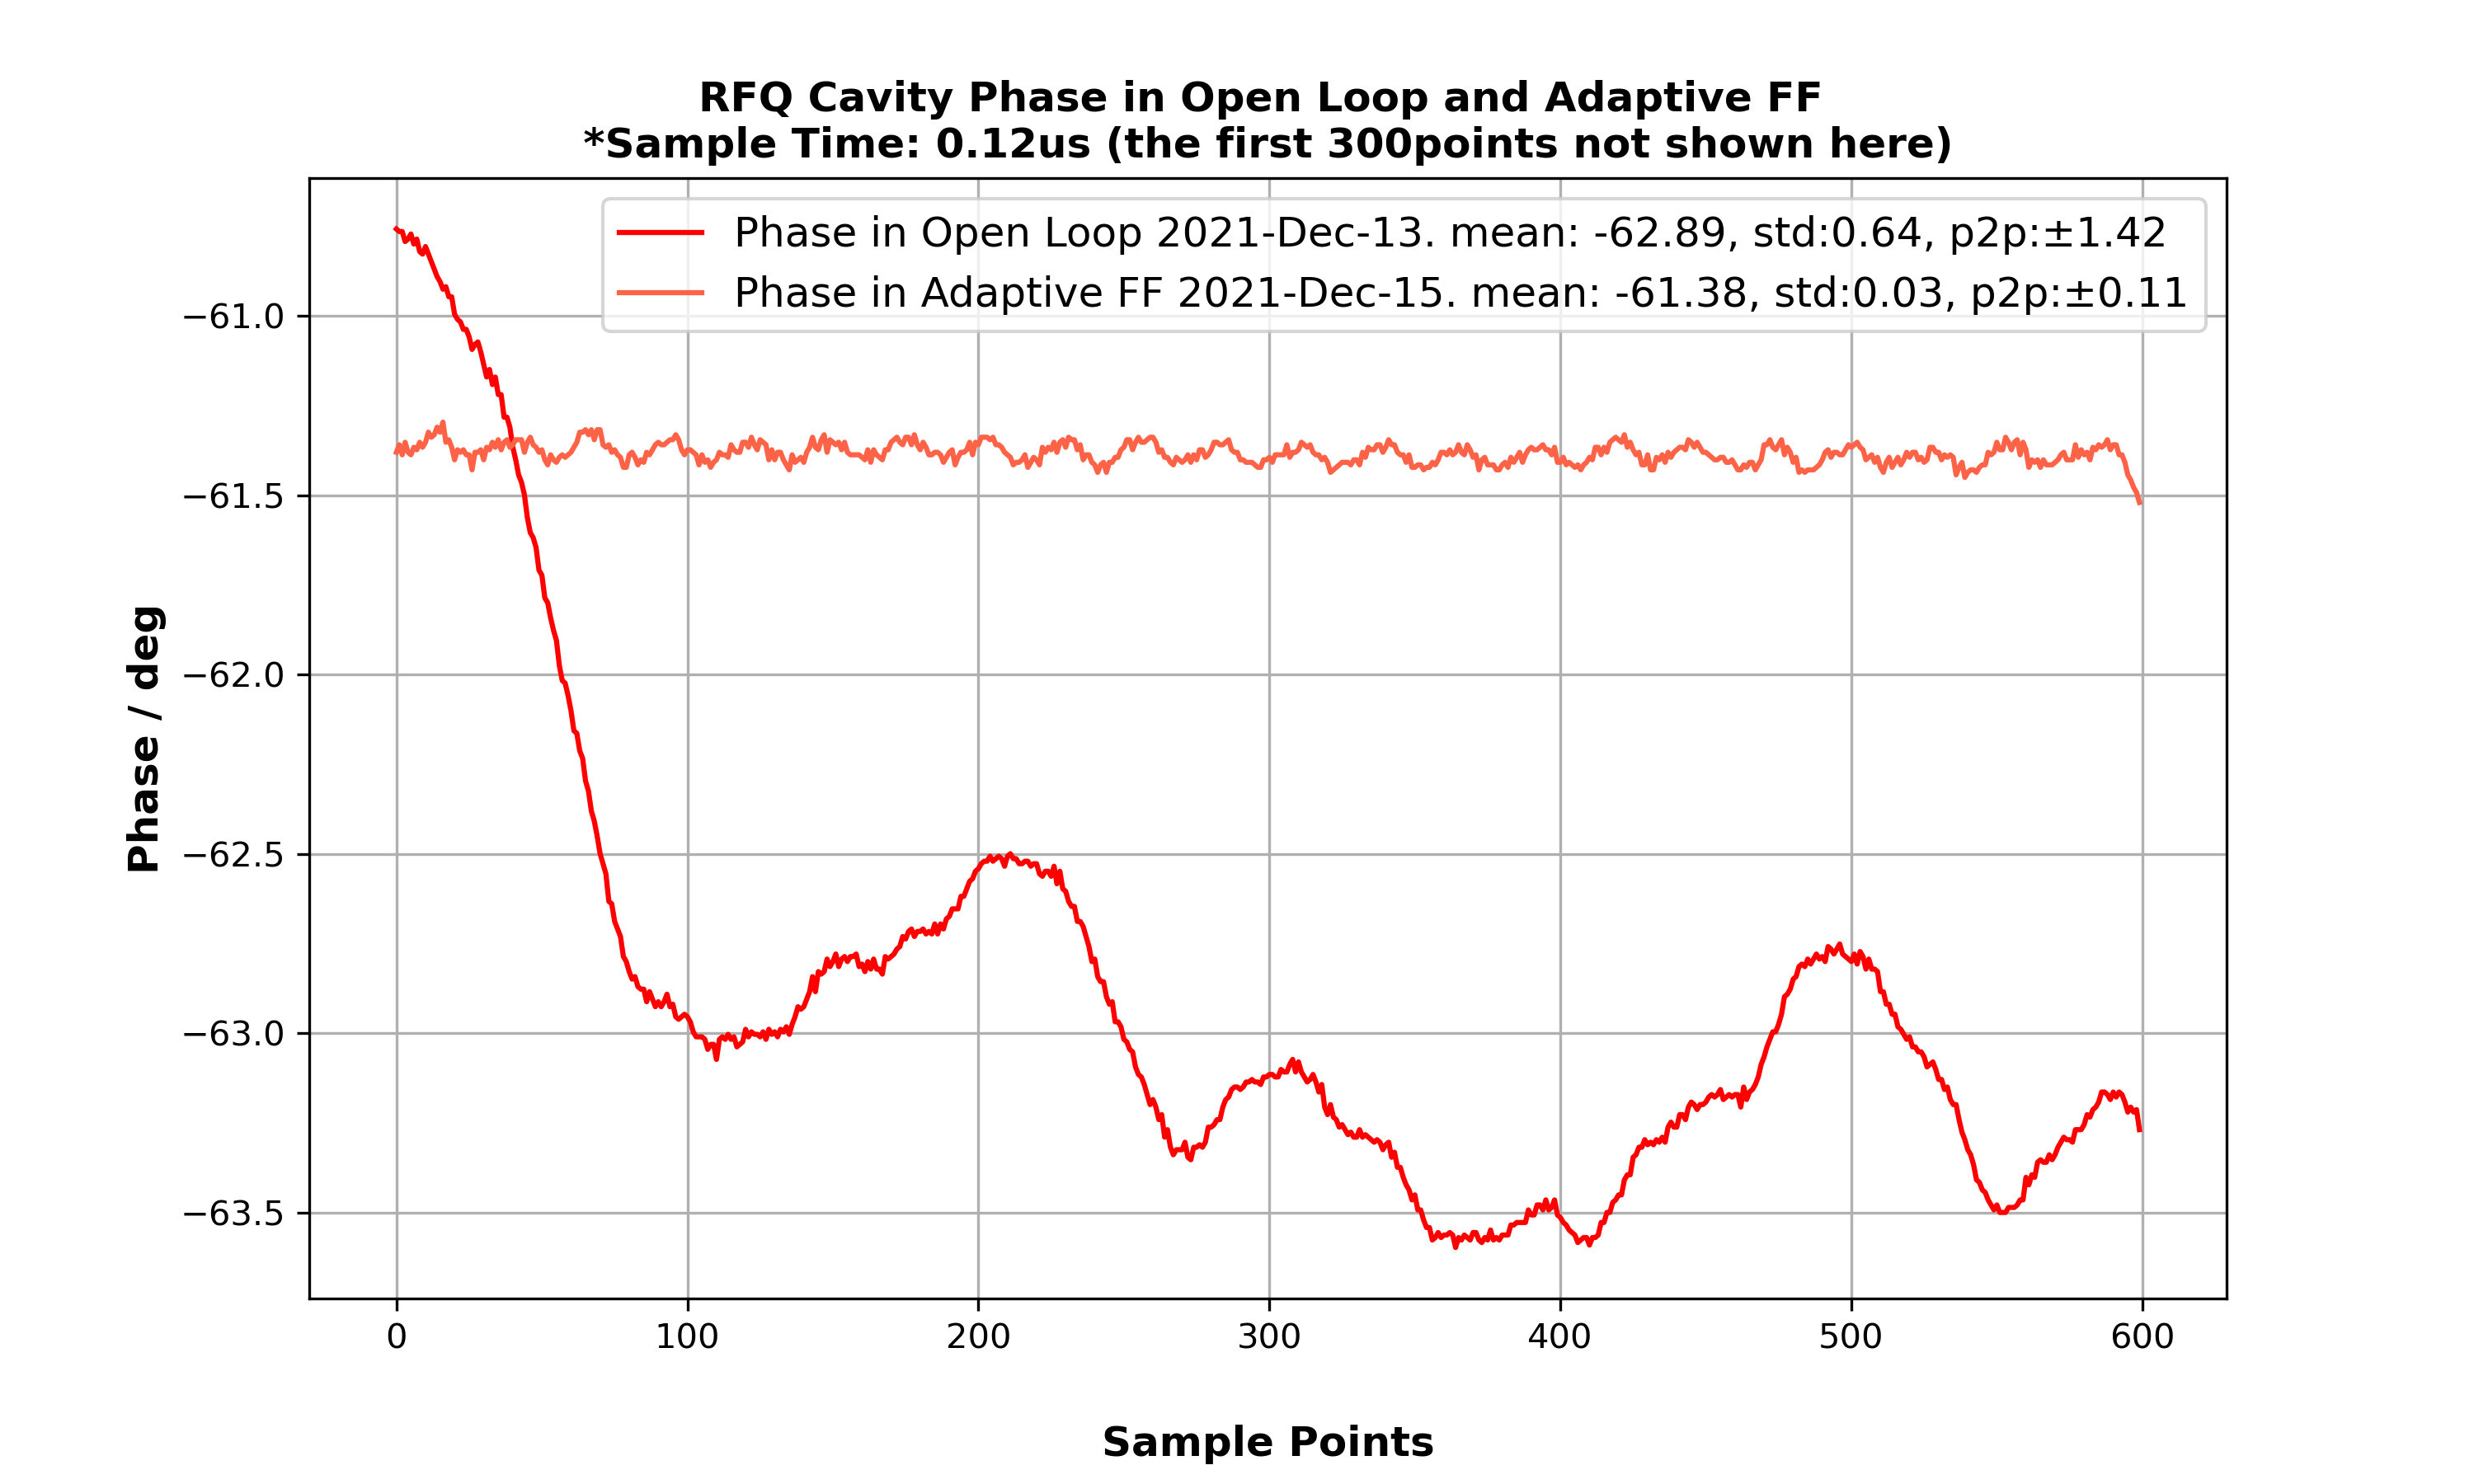 RFQ Cavity Phase in Open Loop and Adaptive FF
*Sample Time: 0.12us (the first 300points not shown here)
Phase in Open Loop 2021-Dec-13. mean: -62.89, std:0.64, p2p:±1.42
Phase in Adaptive FF 2021-Dec-15. mean: -61.38, std:0.03, p2p:±0.11
Phase / deg
−61.0
−61.5
−62.0
−62.5
−63.0
−63.5
0 100 200 300 400 500 600
Sample Points